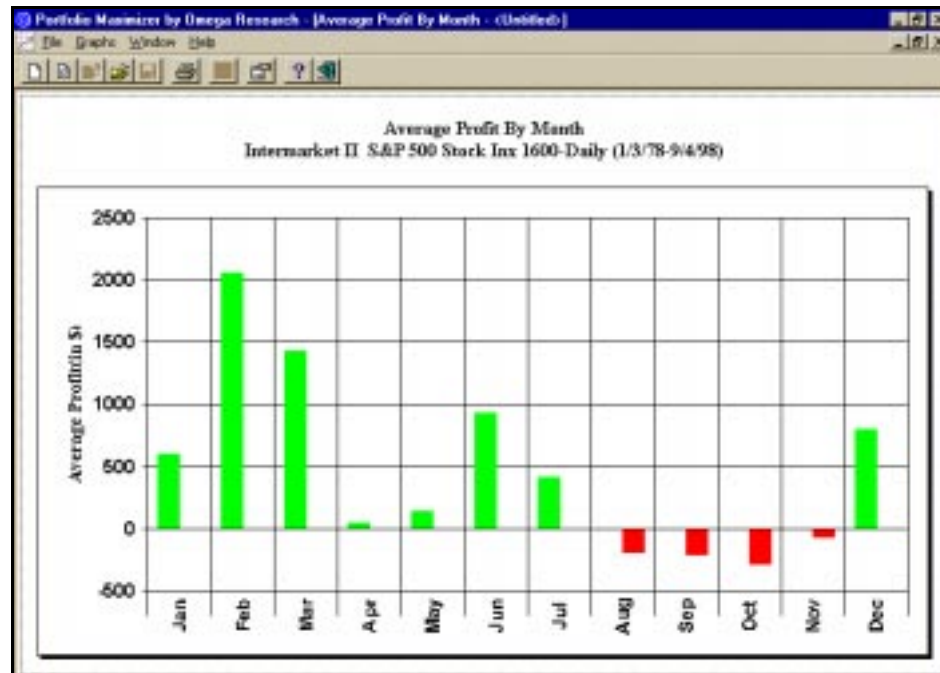 Portfolio Maximizer by Omega Research - [Average Profit By Month - <Untitled>]
File Graphs Window Help
Average Profit By Month
Intermarket II S&P 500 Stock Inx 1600-Daily (1/3/78-9/4/98)
Average Profit(in $)
2500
2000
1500
1000
500
0
-500
Jan Feb Mar Apr May Jun Jul Aug Sep Oct Nov Dec